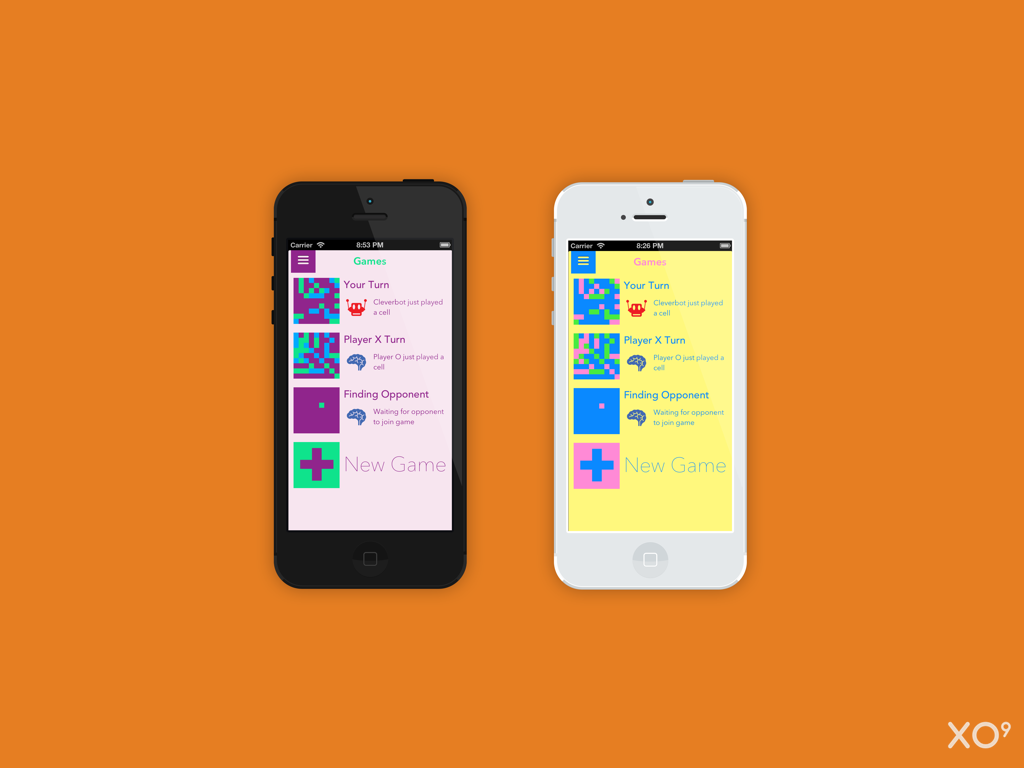 Carrier 8:53 PM
Games
Your Turn
Cleverbot just played
a cell
Player X Turn
Player O just played a
cell
Finding Opponent
Waiting for opponent
to join game
New Game
Carrier 8:26 PM
Games
Your Turn
Cleverbot just played
a cell
Player X Turn
Player O just played a
cell
Finding Opponent
Waiting for opponent
to join game
New Game
XO⁹